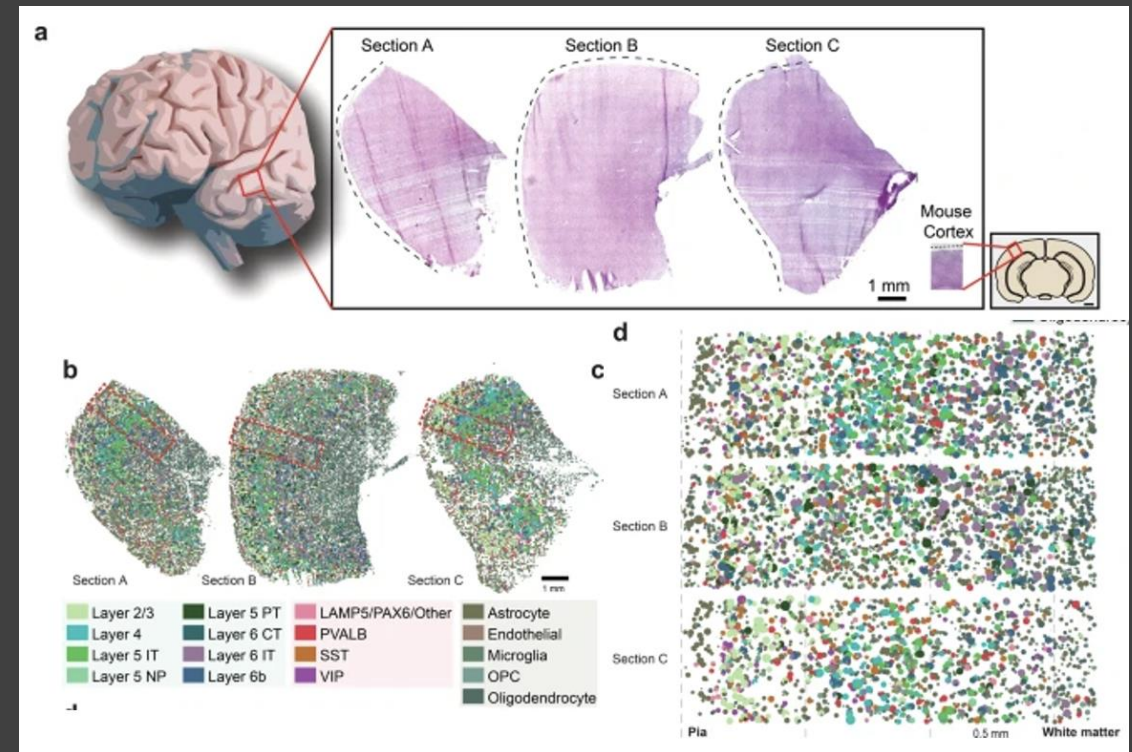 a
Section A
Section B
Section C
Mouse
Cortex
1 mm
b
Section A
Section B
Section C
1 mm
Layer 2/3
Layer 4
Layer 5 IT
Layer 5 NP
Layer 5 PT
Layer 6 CT
Layer 6 IT
Layer 6b
LAMP5/PAX6/Other
PVALB
SST
VIP
Astrocyte
Endothelial
Microglia
OPC
Oligodendrocyte
c
d
Section A
Section B
Section C
Pia
0.5 mm
White matter